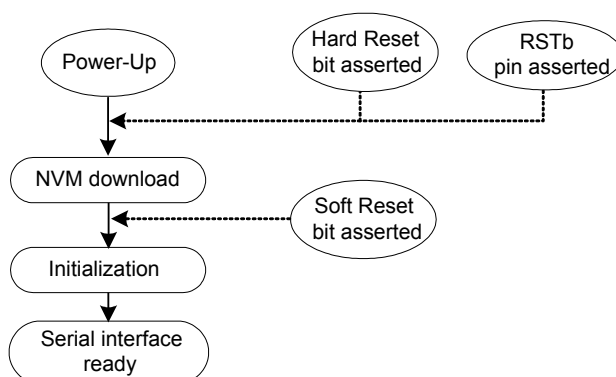 Power-Up
Hard Reset
bit asserted
RSTb
pin asserted
NVM download
Soft Reset
bit asserted
Initialization
Serial interface
ready